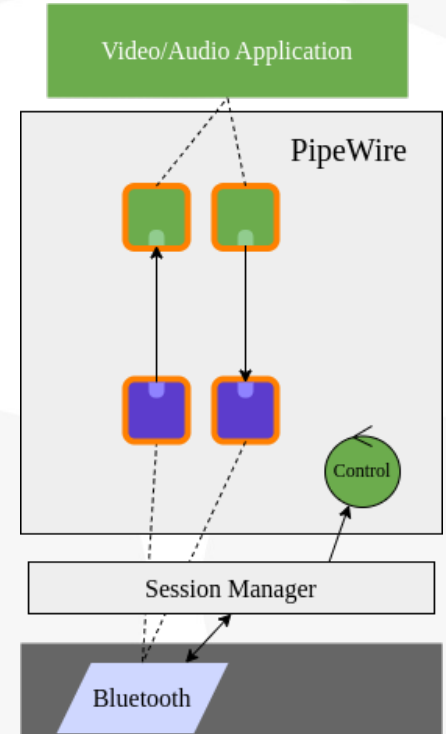 Video/Audio Application
PipeWire
Control
Session Manager
Bluetooth